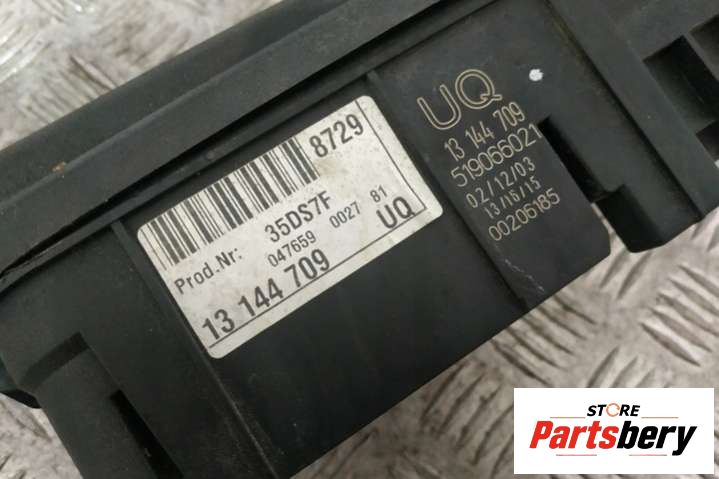 8729
35DS7F
Prod.Nr: 047659 0027 81
13 144 709 UQ
UQ
13 144 709
519066021
02/12/03
13/15/15
00206185
STORE
Partsbery